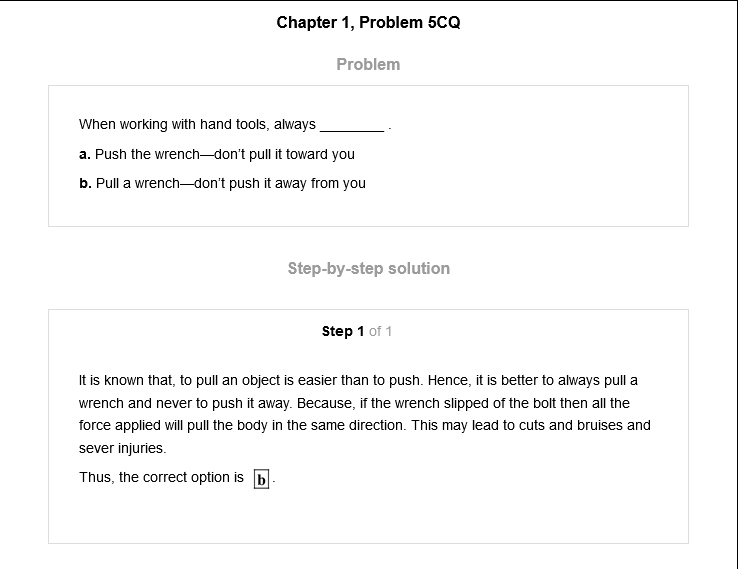 Chapter 1, Problem 5CQ
Problem
When working with hand tools, always ________ .
a. Push the wrench—don't pull it toward you
b. Pull a wrench—don't push it away from you
Step-by-step solution
Step 1 of 1
It is known that, to pull an object is easier than to push. Hence, it is better to always pull a
wrench and never to push it away. Because, if the wrench slipped of the bolt then all the
force applied will pull the body in the same direction. This may lead to cuts and bruises and
sever injuries.
Thus, the correct option is b.